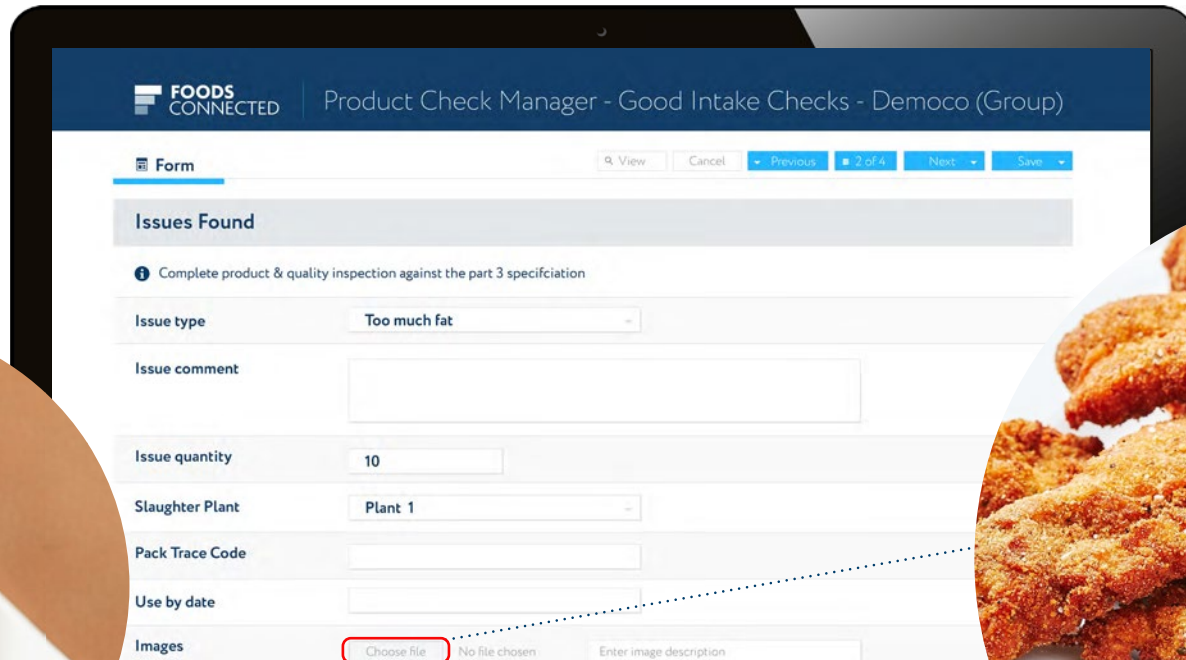 FOODS
CONNECTED
Product Check Manager - Good Intake Checks - Democo (Group)
Form
View Cancel Previous 2 of 4 Next Save
Issues Found
Complete product & quality inspection against the part 3 specifciation
Issue type Too much fat
Issue comment
Issue quantity 10
Slaughter Plant Plant 1
Pack Trace Code
Use by date
Images Choose file No file chosen Enter image description